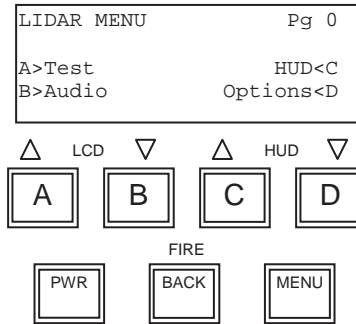 LIDAR MENU Pg 0
A>Test HUD<C
B>Audio Options<D
LCD HUD
A B C D
FIRE
PWR BACK MENU